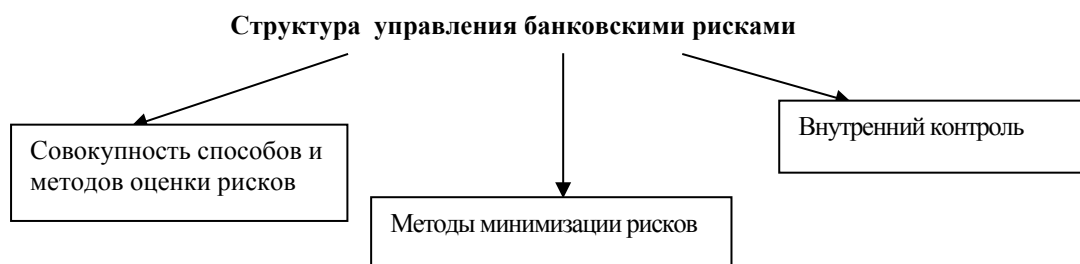 Структура управления банковскими рисками
Совокупность способов и
методов оценки рисков
Методы минимизации рисков
Внутренний контроль